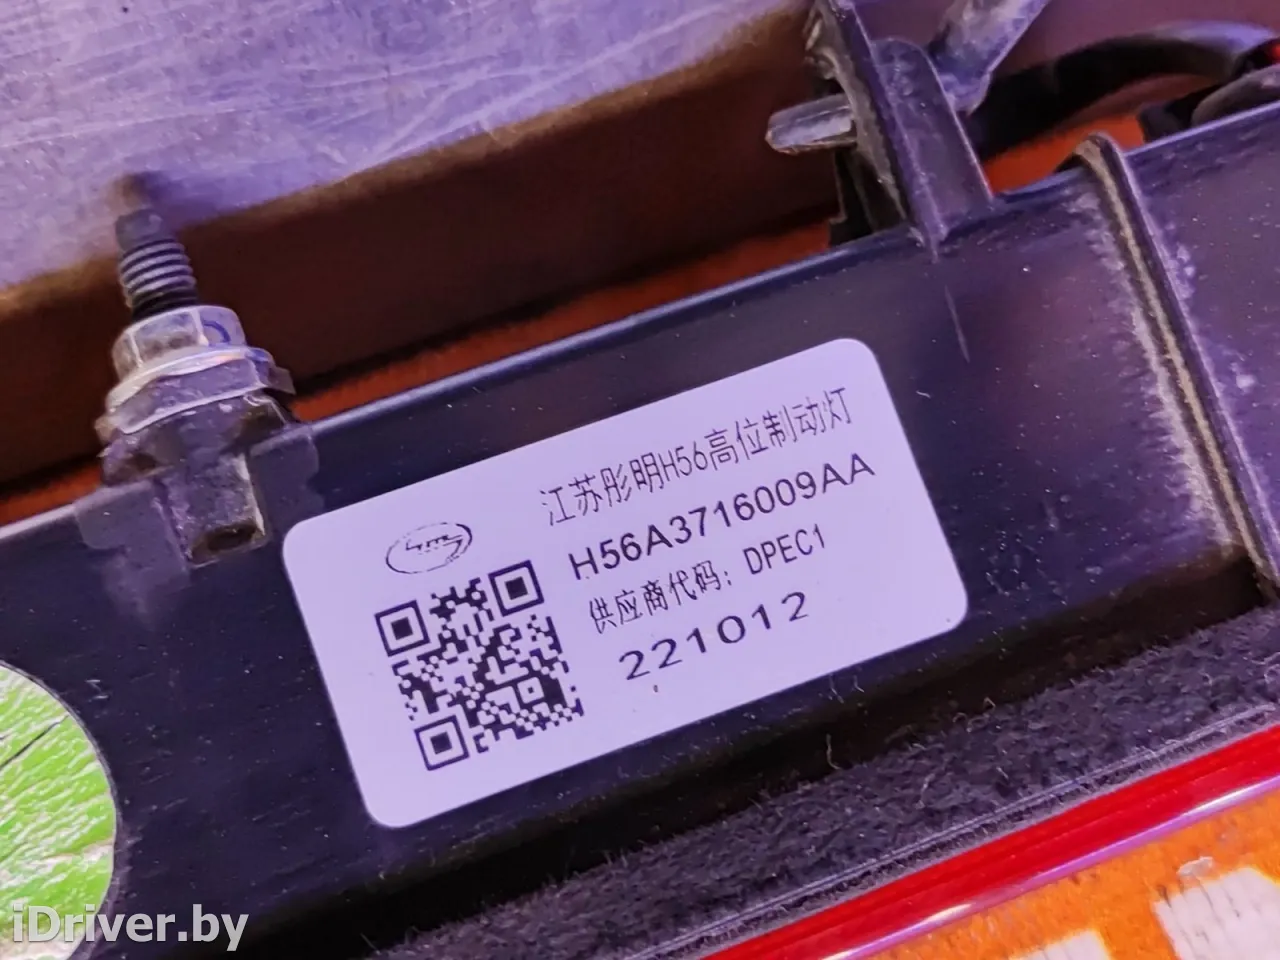 江苏彤明H56高位制动灯
H56A3716009AA
供应商代码: DPEC1
221012
iDriver.by